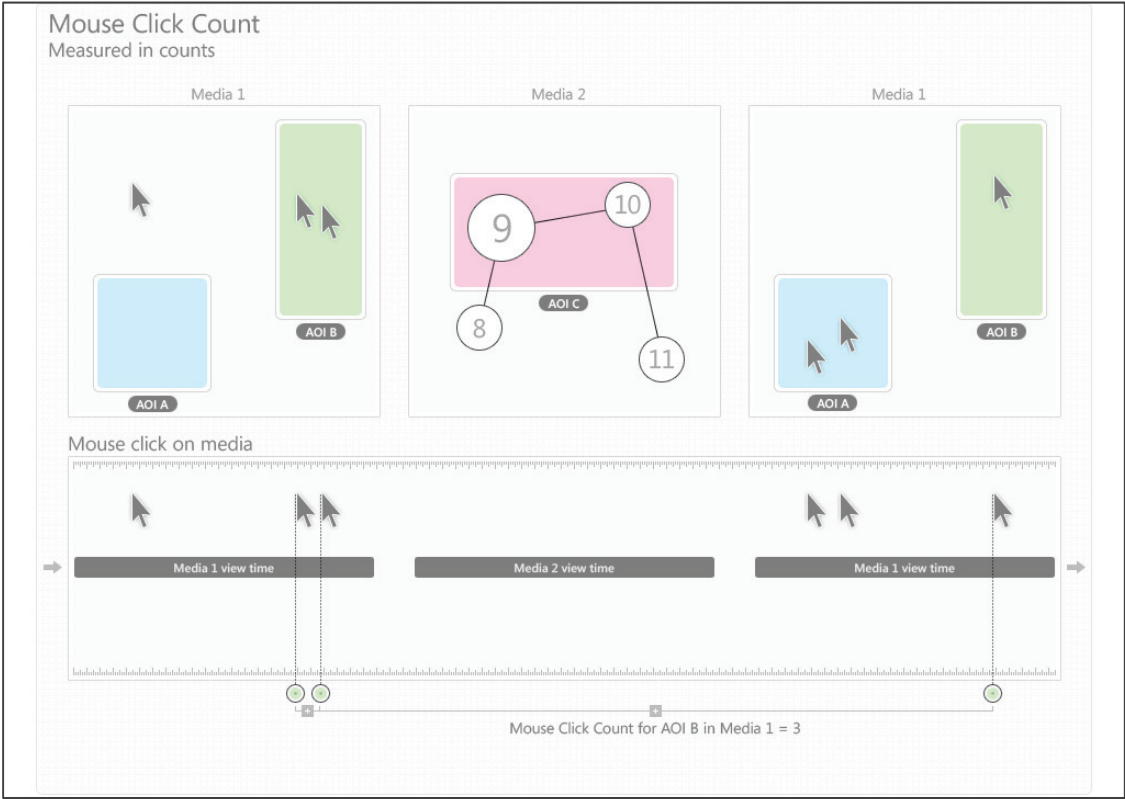 Mouse Click Count
Measured in counts
Media 1
Media 2
Media 1
9
10
8
11
AOI C
AOI B
AOI A
AOI B
AOI A
Mouse click on media
Media 1 view time
Media 2 view time
Media 1 view time
Mouse Click Count for AOI B in Media 1 = 3